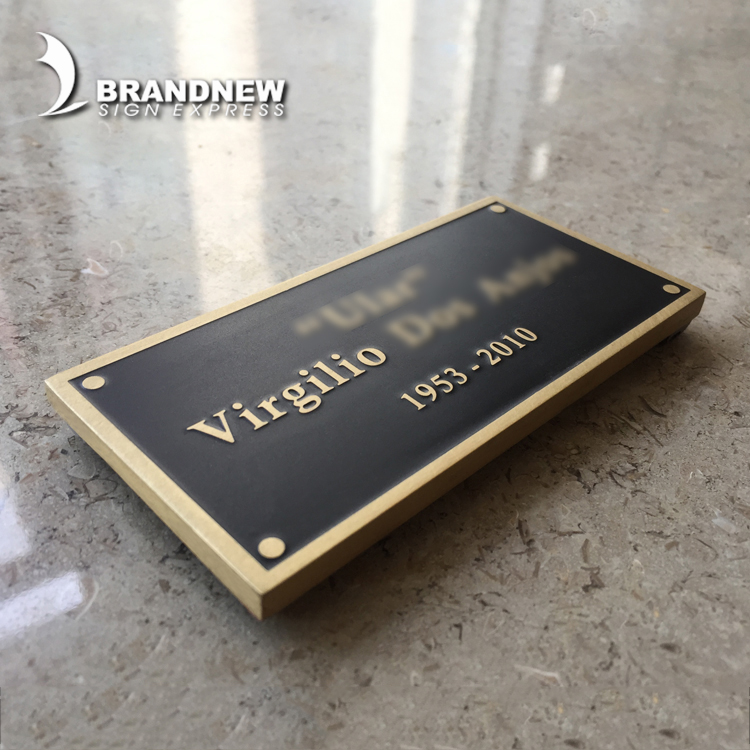 BRANDNEW
SIGN EXPRESS
Virgilio
1953 - 2010